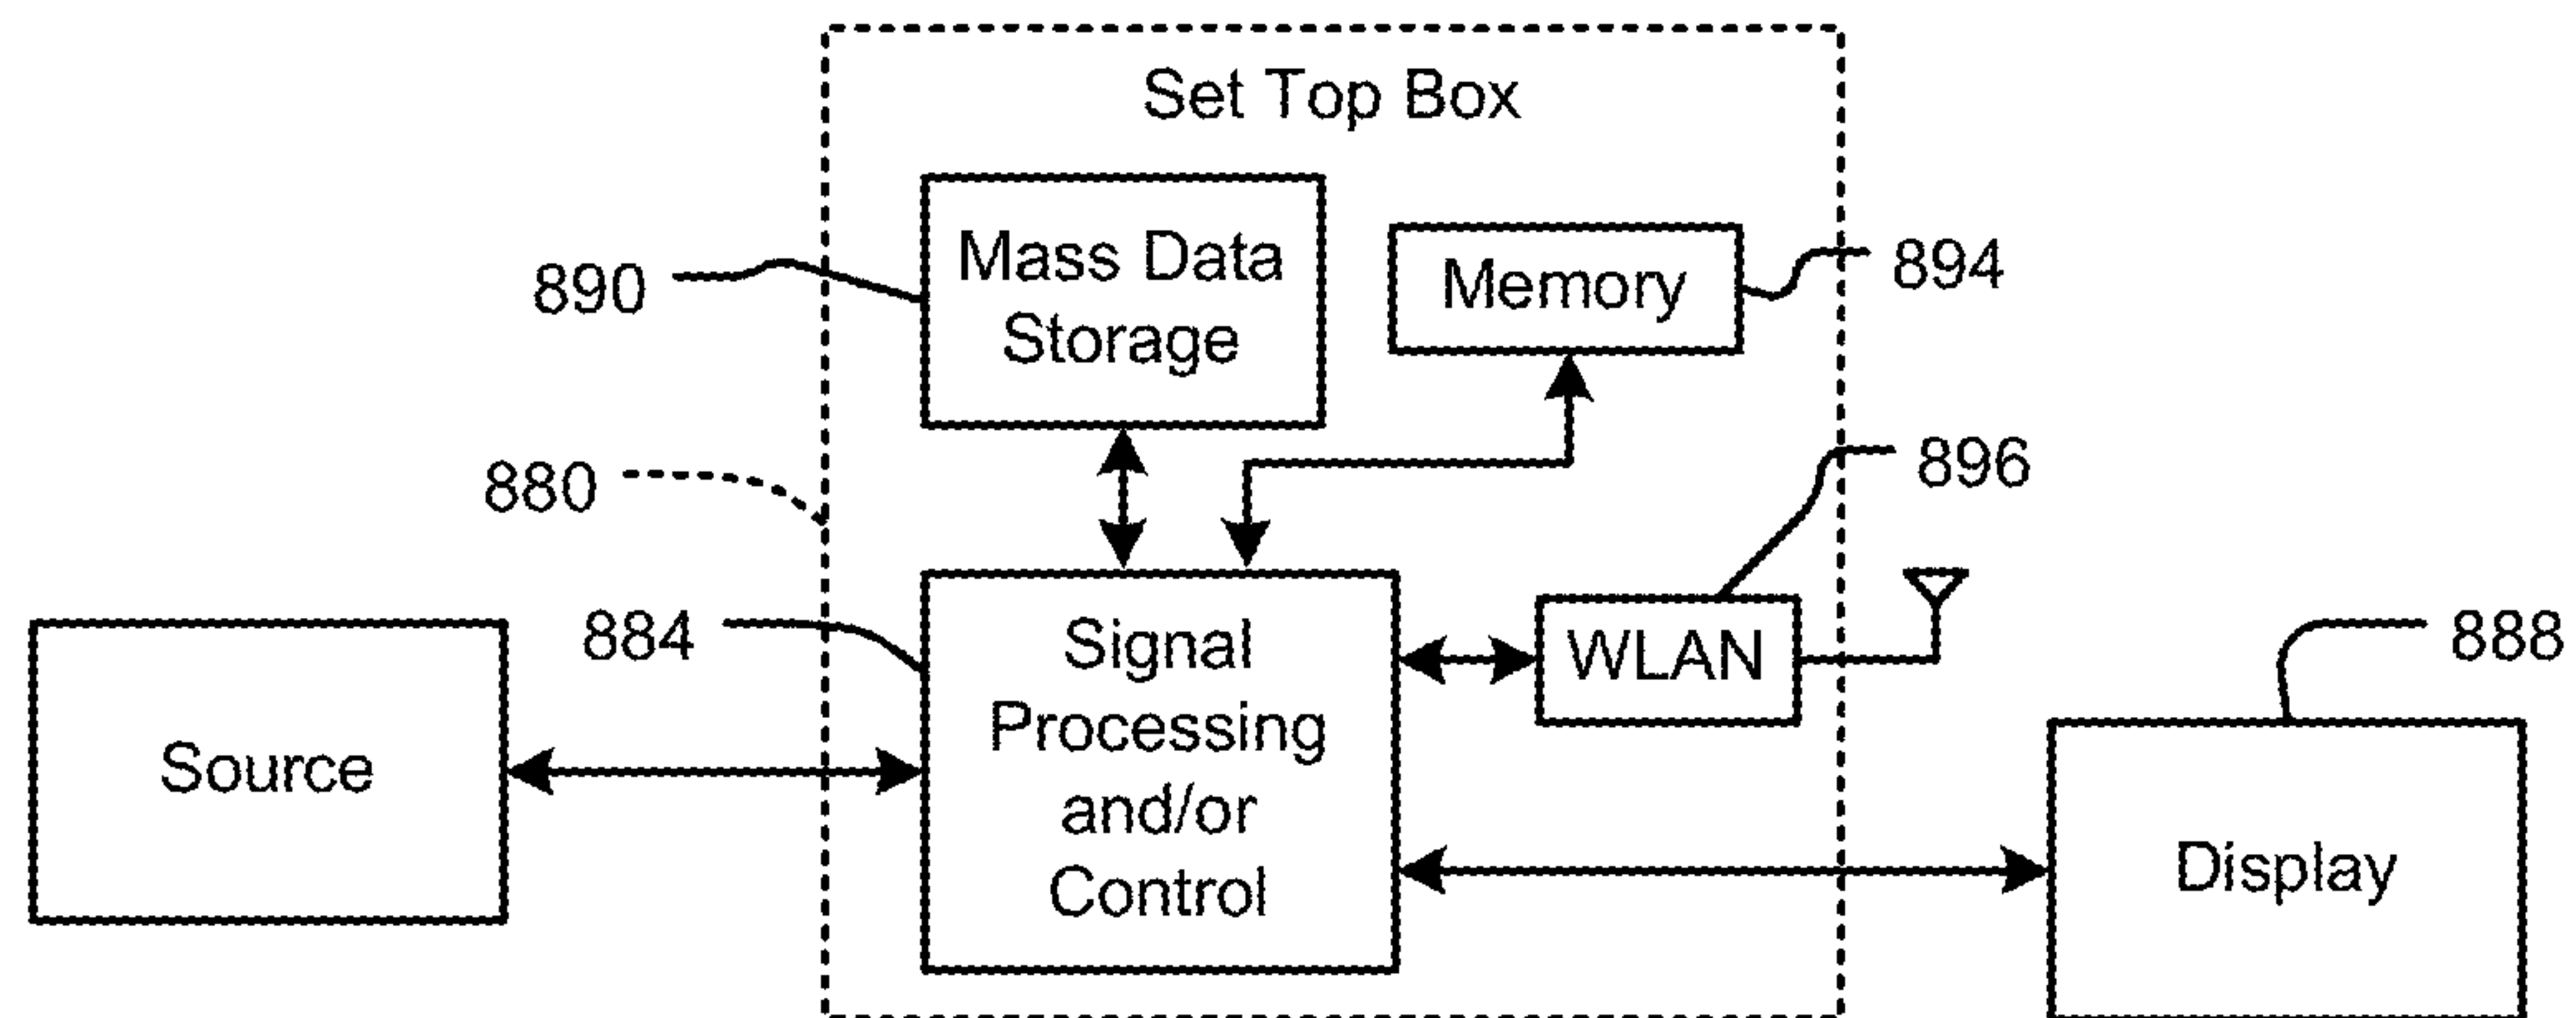 Set Top Box
Mass Data
Storage
890
Memory
894
880
896
884
Signal
Processing
and/or
Control
WLAN
888
Source
Display